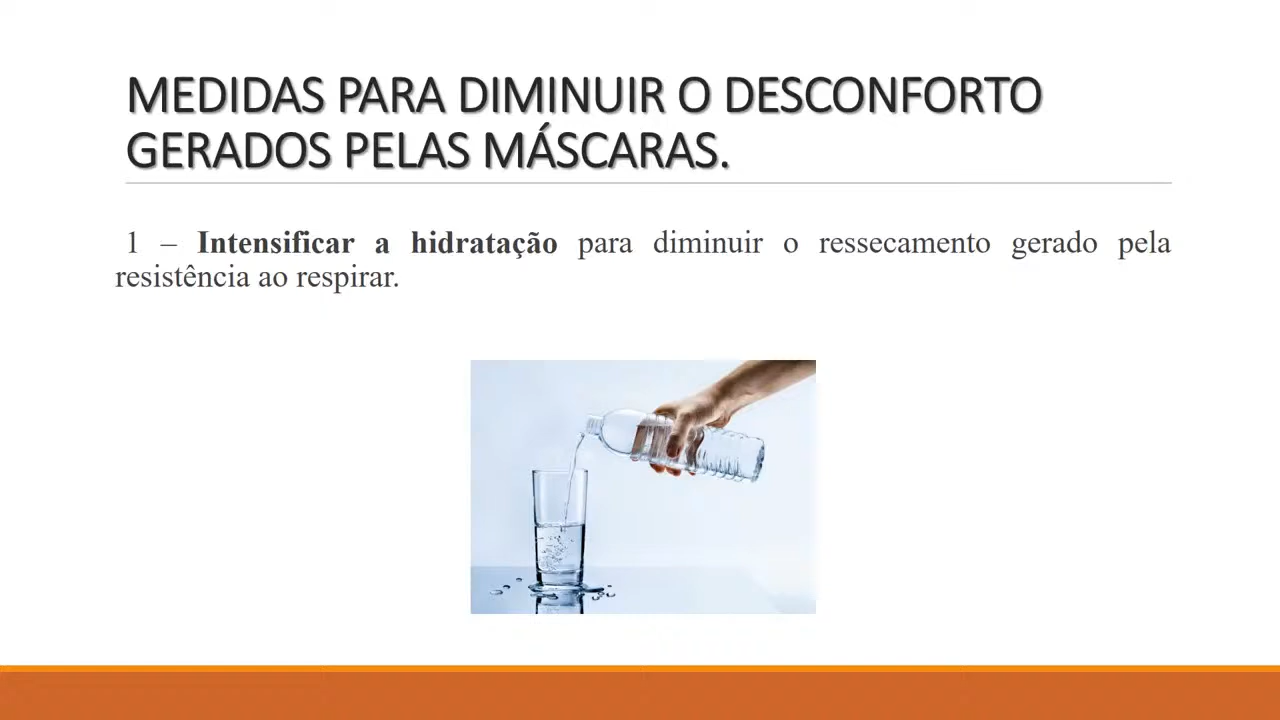 MEDIDAS PARA DIMINUIR O DESCONFORTO
GERADOS PELAS MÁSCARAS.
1 – Intensificar a hidratação para diminuir o ressecamento gerado pela
resistência ao respirar.